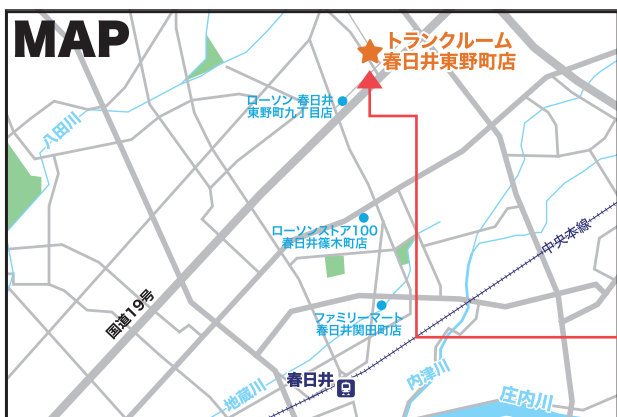 MAP
トランクルーム
春日井東野町店
ローソン 春日井
東野町九丁目店
八田川
ローソンストア100
春日井篠木町店
中央本線
国道19号
ファミリーマート
春日井関田町店
春日井
地蔵川
内津川
庄内川